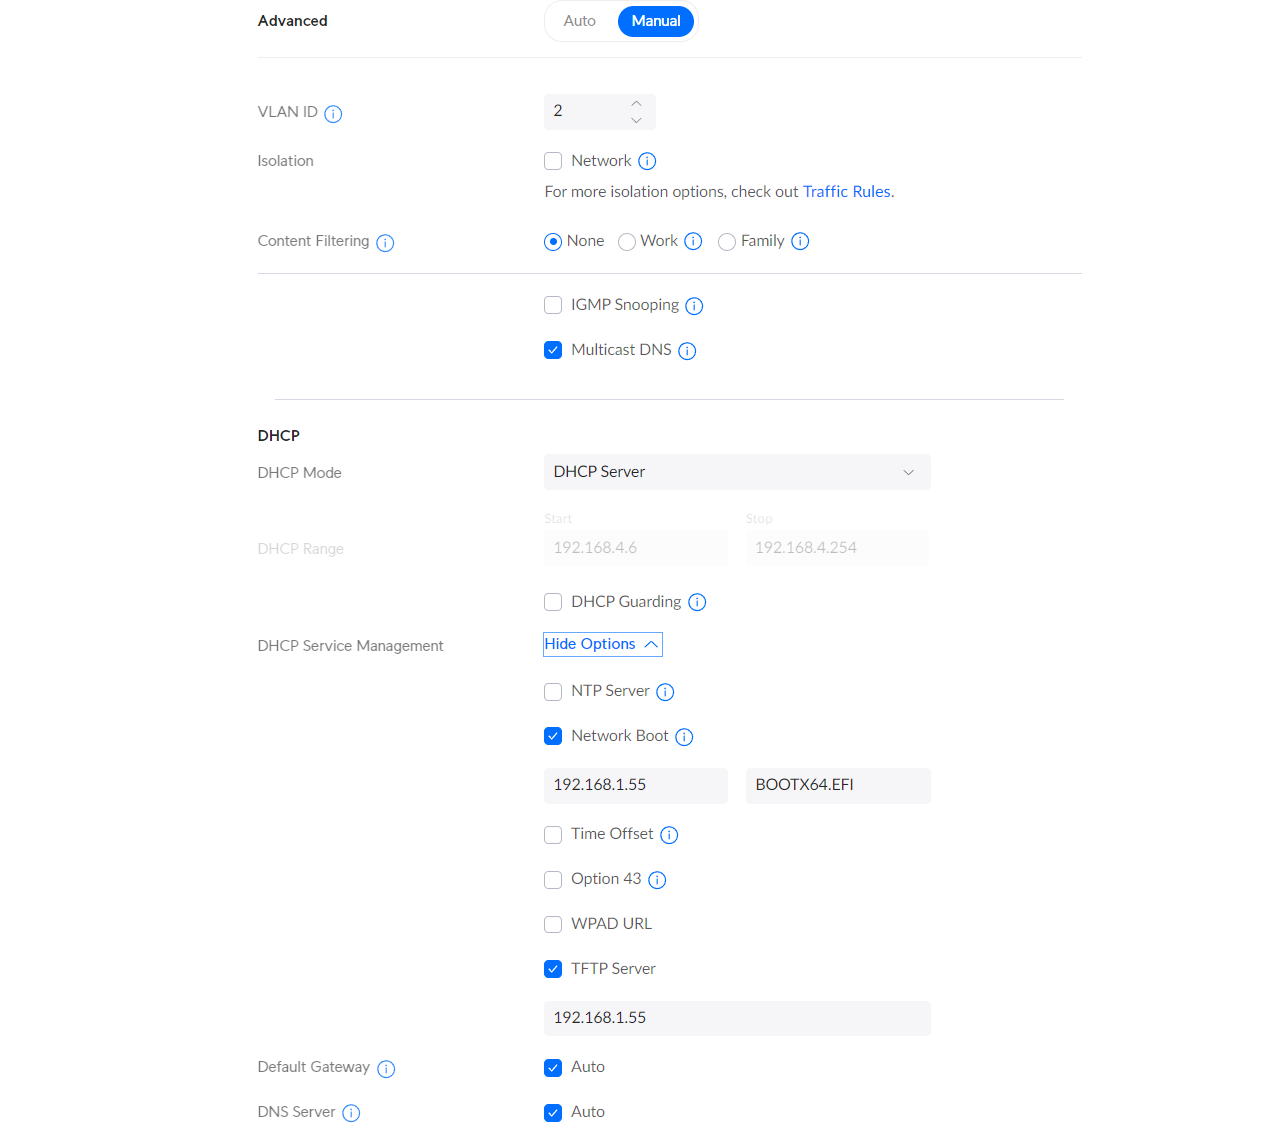 Advanced Auto Manual
VLAN ID 2
Isolation Network
For more isolation options, check out Traffic Rules.
Content Filtering None Work Family
IGMP Snooping
Multicast DNS
DHCP
DHCP Mode DHCP Server
Start Stop
DHCP Range 192.168.4.6 192.168.4.254
DHCP Guarding
DHCP Service Management Hide Options
NTP Server
Network Boot
192.168.1.55 BOOTX64.EFI
Time Offset
Option 43
WPAD URL
TFTP Server
192.168.1.55
Default Gateway Auto
DNS Server Auto